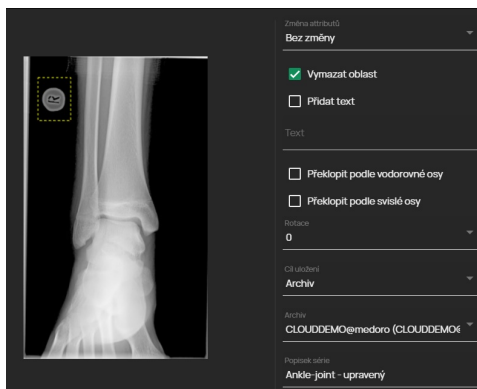 Změna atributů
Bez změny
Vymazat oblast
Přidat text
Text
Překlopit podle vodorovné osy
Překlopit podle svislé osy
Rotace
0
Cíl uložení
Archiv
Archiv
CLOUDDEMO@medoro (CLOUDDEMO@
Popisek série
Ankle-joint - upravený
R